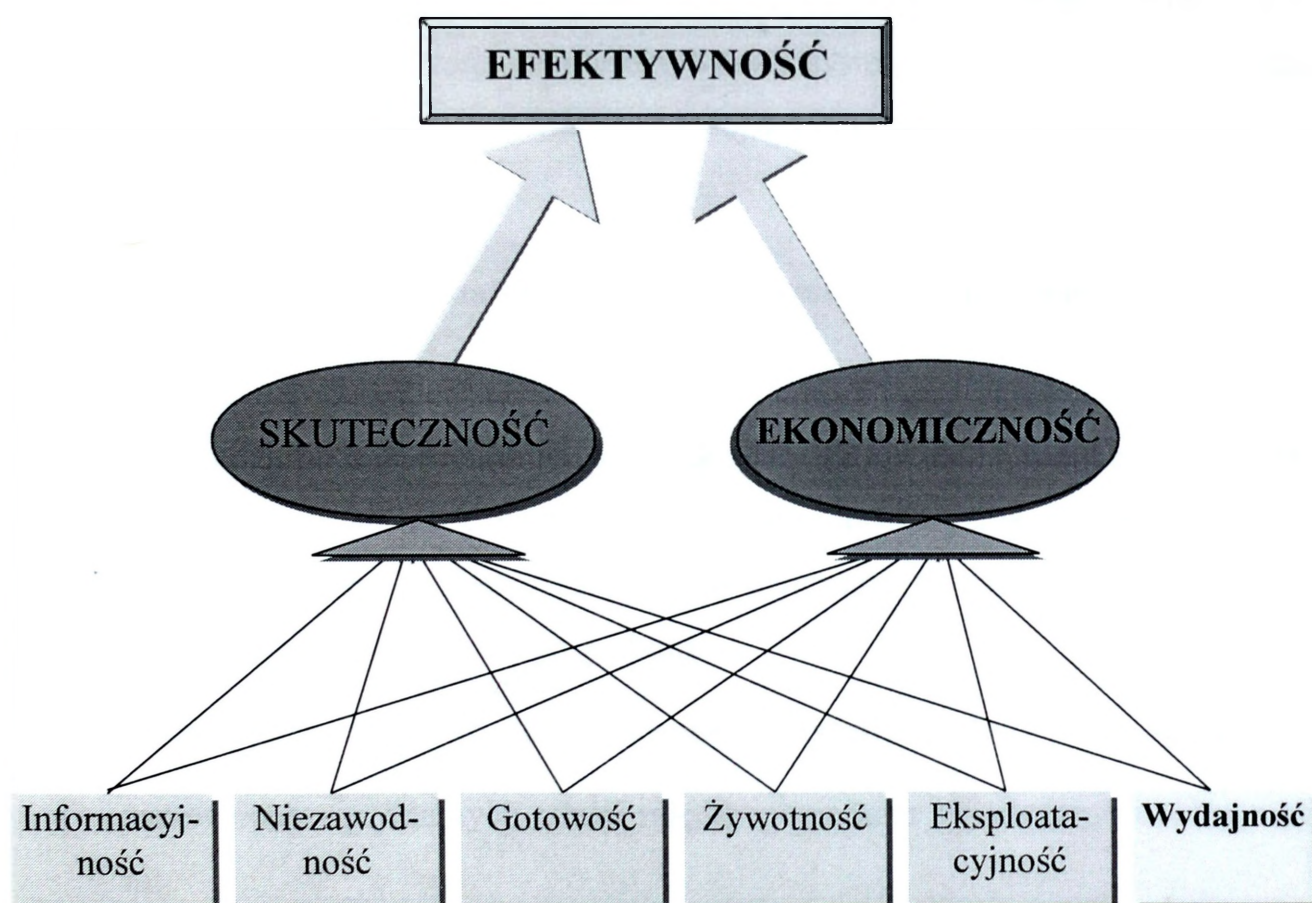 EFEKTYWNOŚĆ
SKUTECZNOŚĆ
EKONOMICZNOŚĆ
Informacyj-
ność
Niezawod-
ność
Gotowość
Żywotność
Eksploata-
cyjność
Wydajność